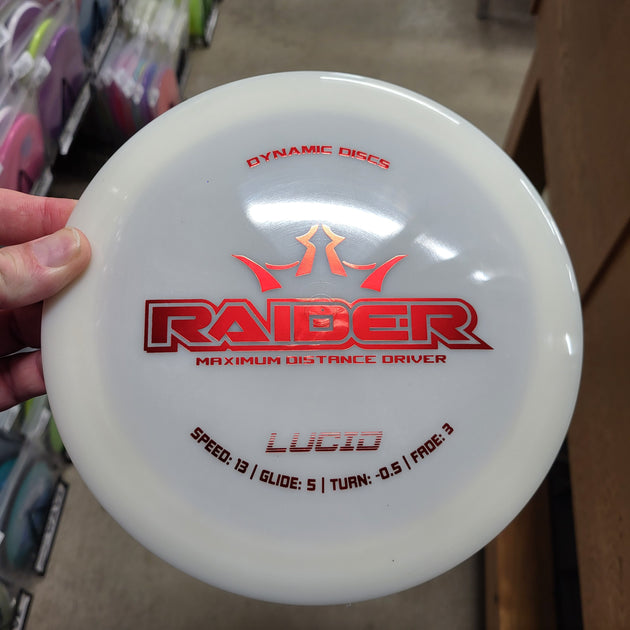 DYNAMIC DISCS
RAIDER
MAXIMUM DISTANCE DRIVER
LUCID
SPEED: 13 | GLIDE: 5 | TURN: -0.5 | FADE: 3